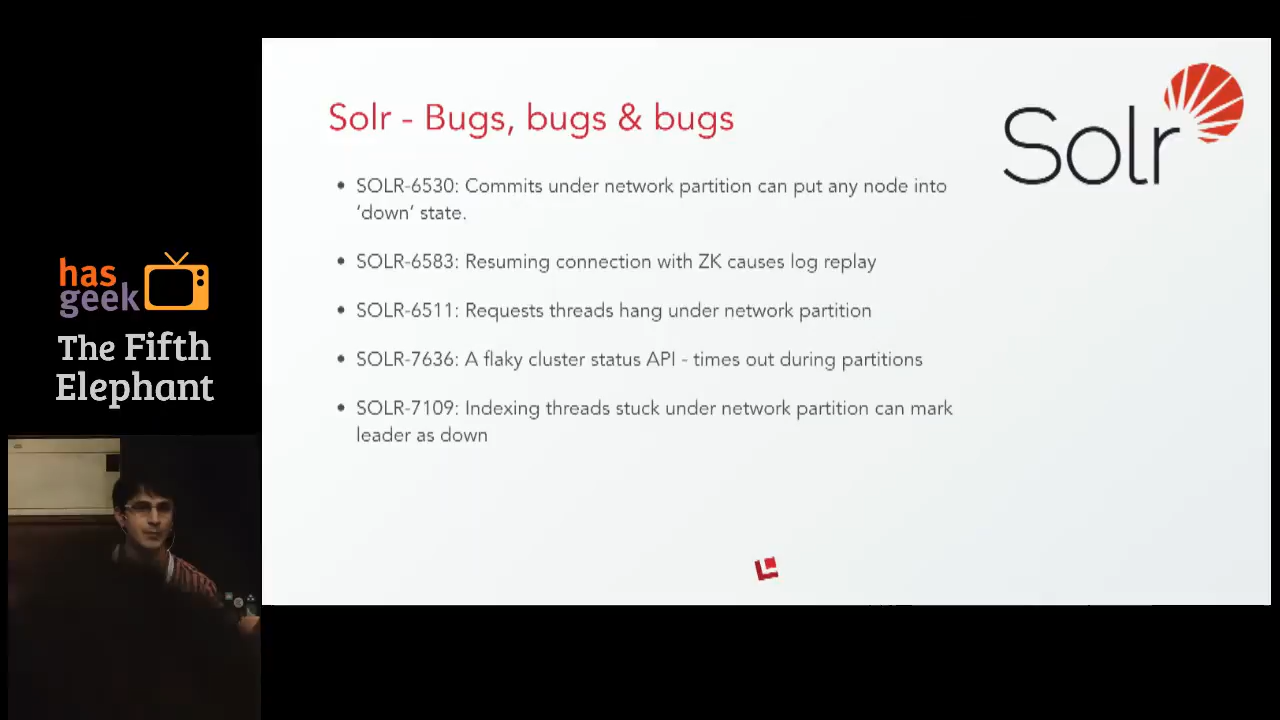 Solr - Bugs, bugs & bugs
Solr
• SOLR-6530: Commits under network partition can put any node into
‘down’ state.
• SOLR-6583: Resuming connection with ZK causes log replay
• SOLR-6511: Requests threads hang under network partition
• SOLR-7636: A flaky cluster status API - times out during partitions
• SOLR-7109: Indexing threads stuck under network partition can mark
leader as down
has
geek
The Fifth
Elephant